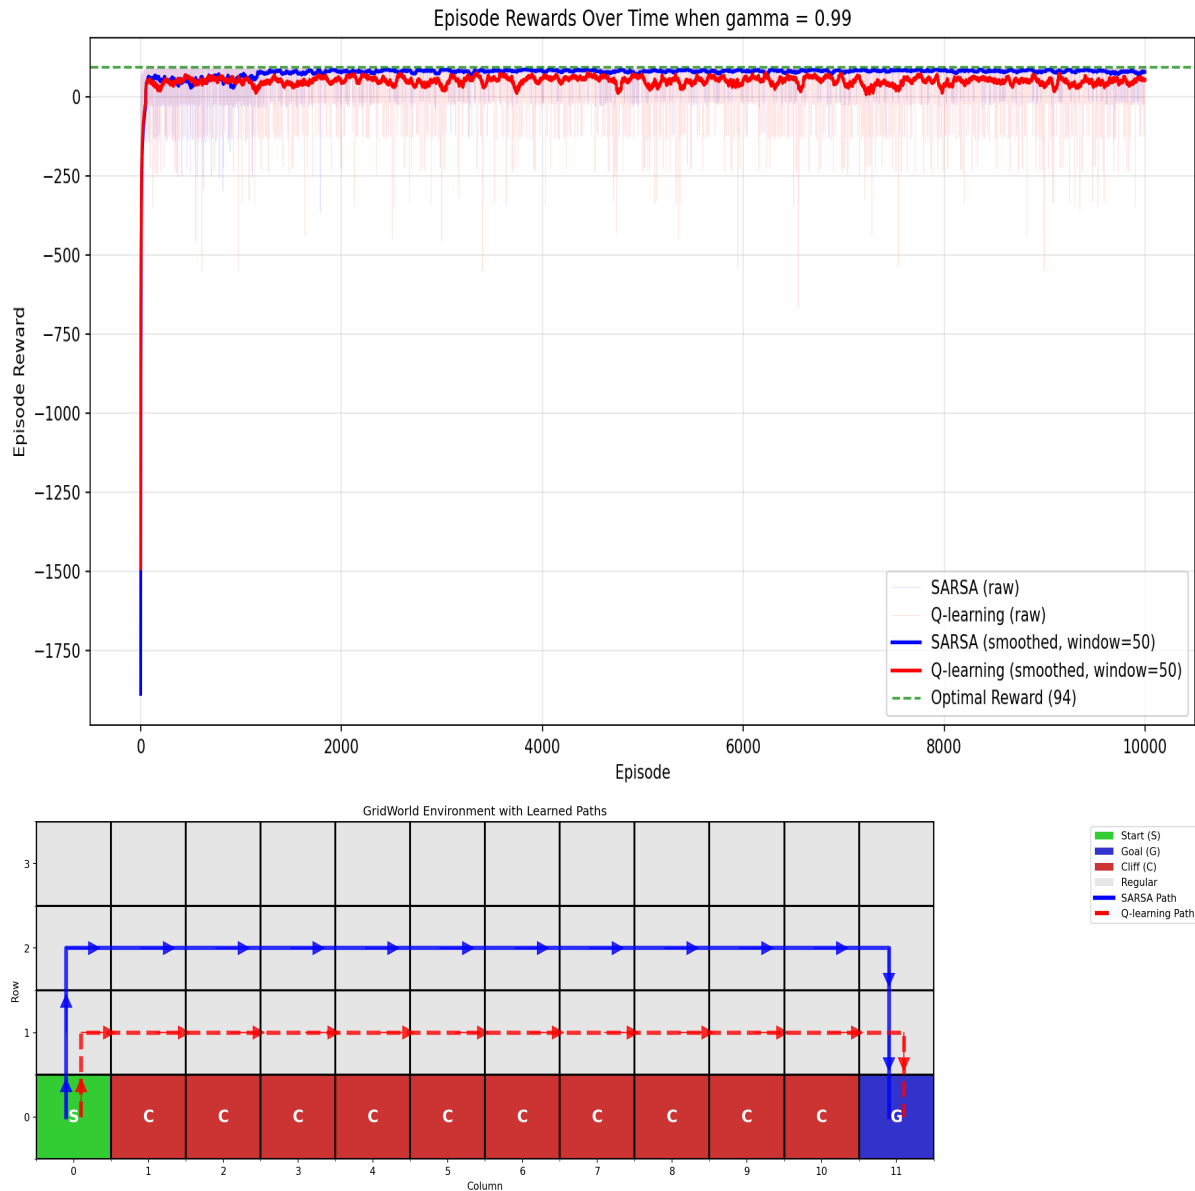 Episode Rewards Over Time when gamma = 0.99
Episode Reward
0
−250
−500
−750
−1000
−1250
−1500
−1750
SARSA (raw)
Q-learning (raw)
SARSA (smoothed, window=50)
Q-learning (smoothed, window=50)
Optimal Reward (94)
0 2000 4000 6000 8000 10000
Episode
GridWorld Environment with Learned Paths
Start (S)
Goal (G)
Cliff (C)
Regular
SARSA Path
Q-learning Path
Row
3
2
1
0
S C C C C C C C C C C G
0 1 2 3 4 5 6 7 8 9 10 11
Column